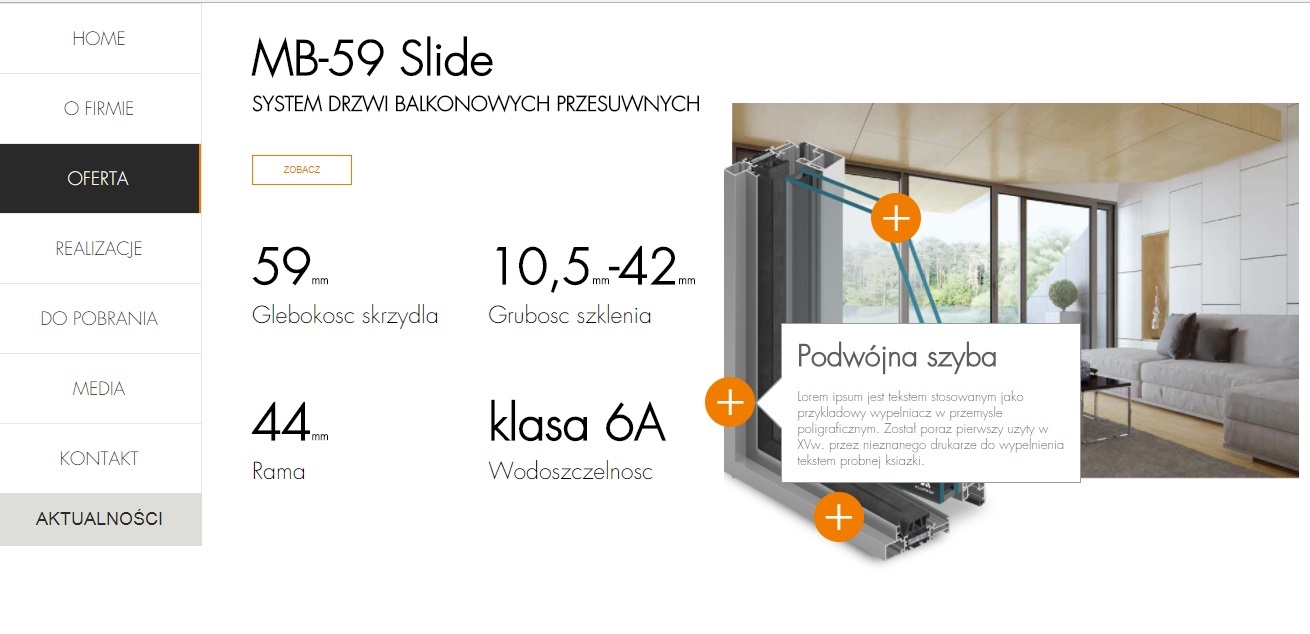 HOME
O FIRMIE
OFERTA
REALIZACJE
DO POBRANIA
MEDIA
KONTAKT
AKTUALNOŚCI
MB-59 Slide
SYSTEM DRZWI BALKONOWYCH PRZESUWNYCH
ZOBACZ
59mm
Glebokosc skrzydla
10,5mm-42mm
Grubosc szklenia
44mm
Rama
klasa 6A
Wodoszczelnosc
Podwójna szyba
Lorem ipsum jest tekstem stosowanym jako
przykladowy wypelniacz w przemysle
poligraficznym. Został poraz pierwszy uzyty w
XVw. przez nieznanego drukarze do wypelnienia
tekstem probnej ksiazki.